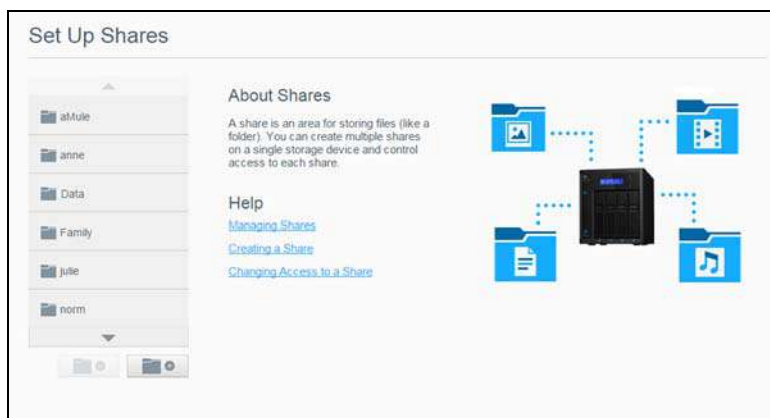 Set Up Shares
aMule
anne
Data
Family
julie
norm
About Shares
A share is an area for storing files (like a
folder). You can create multiple shares
on a single storage device and control
access to each share.
Help
Managing Shares
Creating a Share
Changing Access to a Share